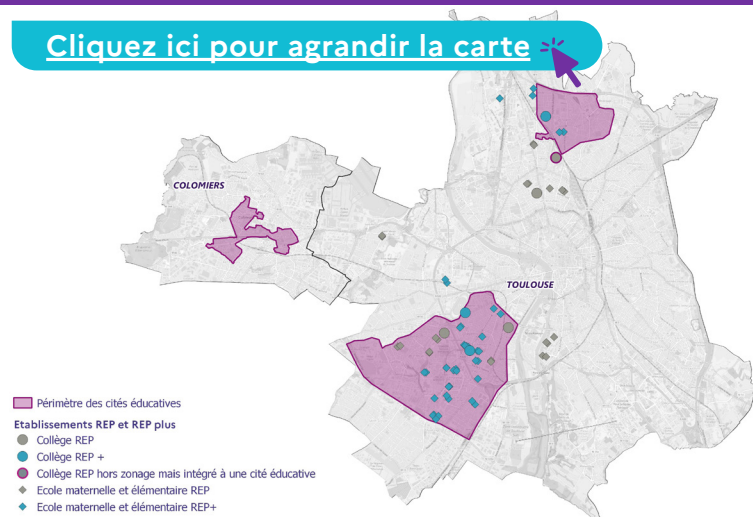 Cliquez ici pour agrandir la carte
COLOMIERS
TOULOUSE
Périmètre des cités éducatives
Etablissements REP et REP plus
Collège REP
Collège REP +
Collège REP hors zonage mais intégré à une cité éducative
Ecole maternelle et élémentaire REP
Ecole maternelle et élémentaire REP+